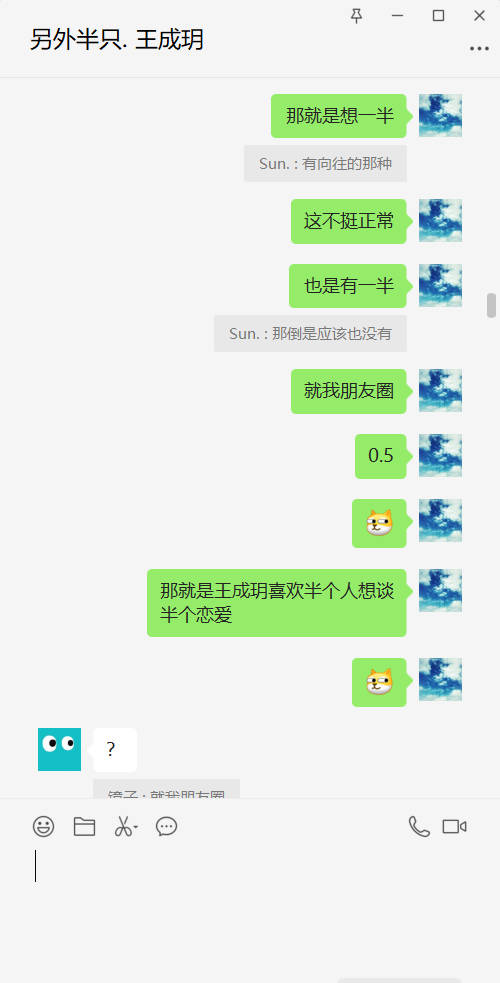 另外半只. 王成玥
那就是想一半
Sun. : 有向往的那种
这不挺正常
也是有一半
Sun. : 那倒是应该也没有
就我朋友圈
0.5
那就是王成玥喜欢半个人想谈
半个恋爱
?
镜子 : 就我朋友圈